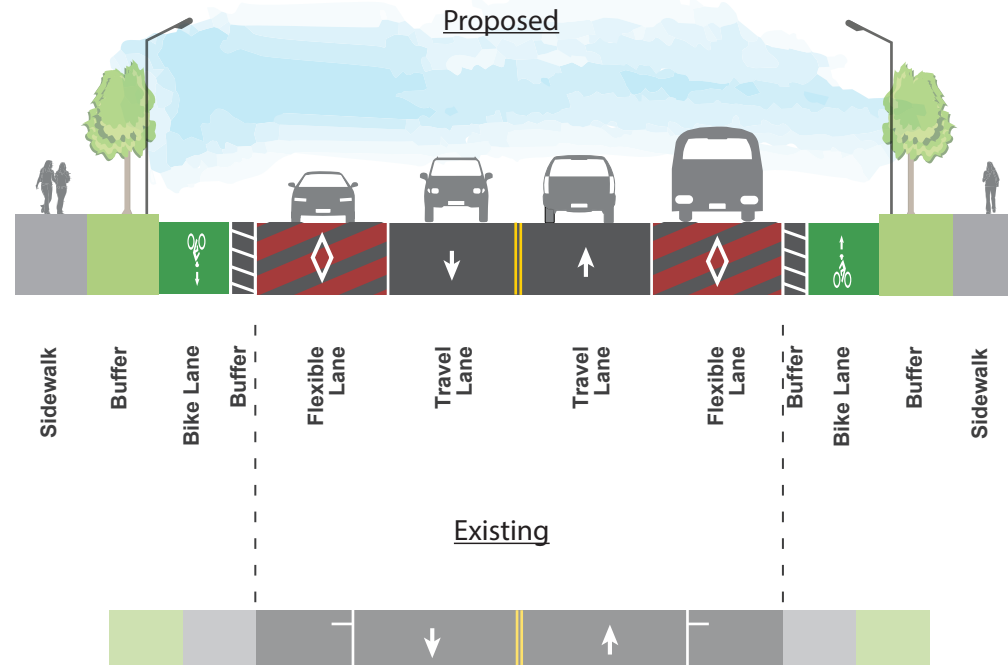 Proposed
Sidewalk
Buffer
Bike Lane
Buffer
Flexible
Lane
Travel
Lane
Travel
Lane
Flexible
Lane
Buffer
Bike Lane
Buffer
Sidewalk
Existing